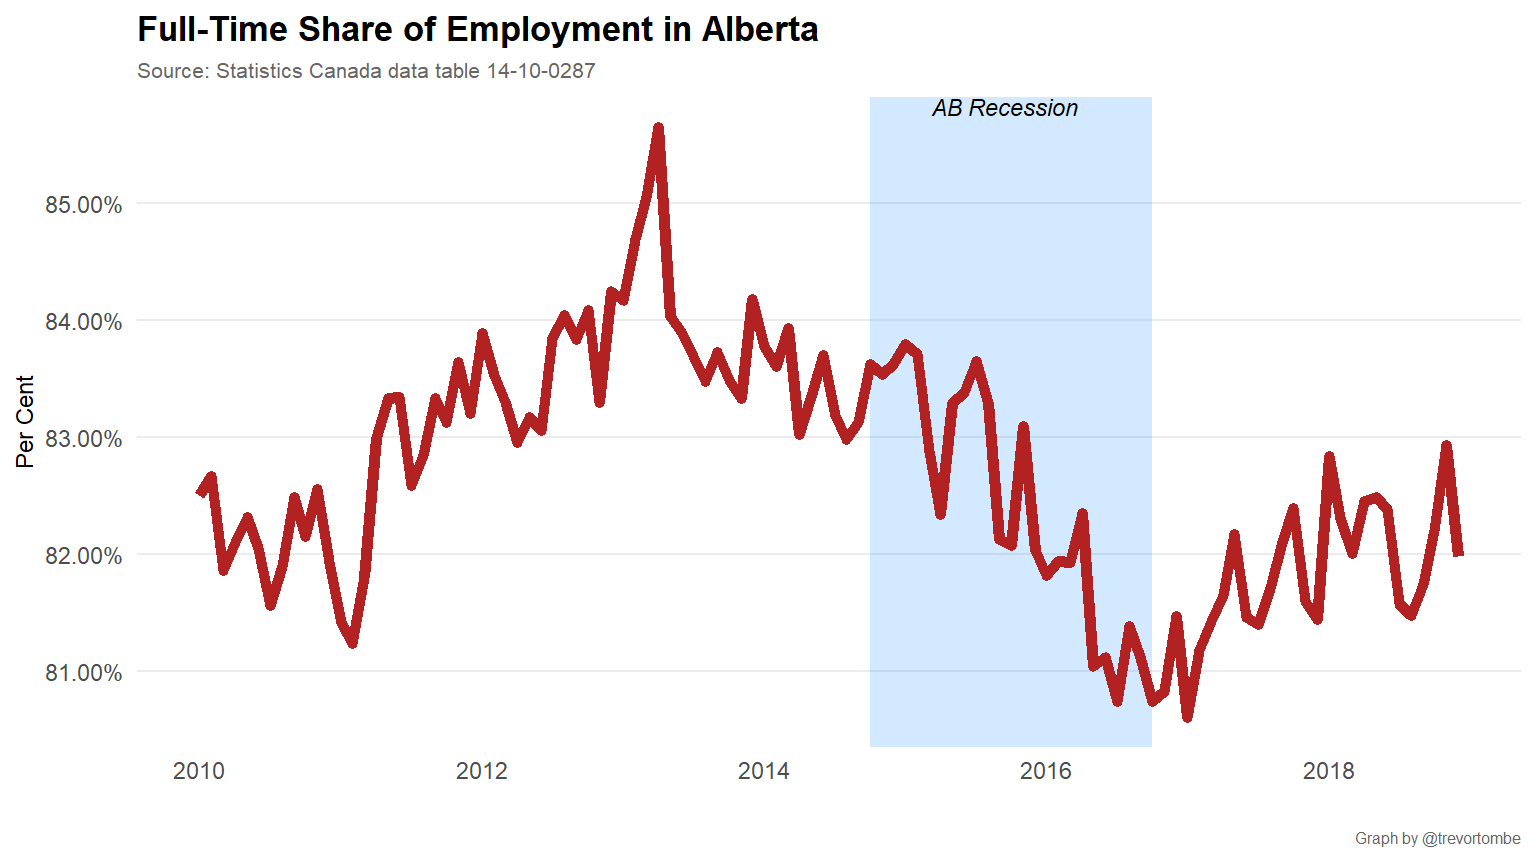 Full-Time Share of Employment in Alberta
Source: Statistics Canada data table 14-10-0287
AB Recession
85.00%
84.00%
83.00%
82.00%
81.00%
Per Cent
2010 2012 2014 2016 2018
Graph by @trevortombe